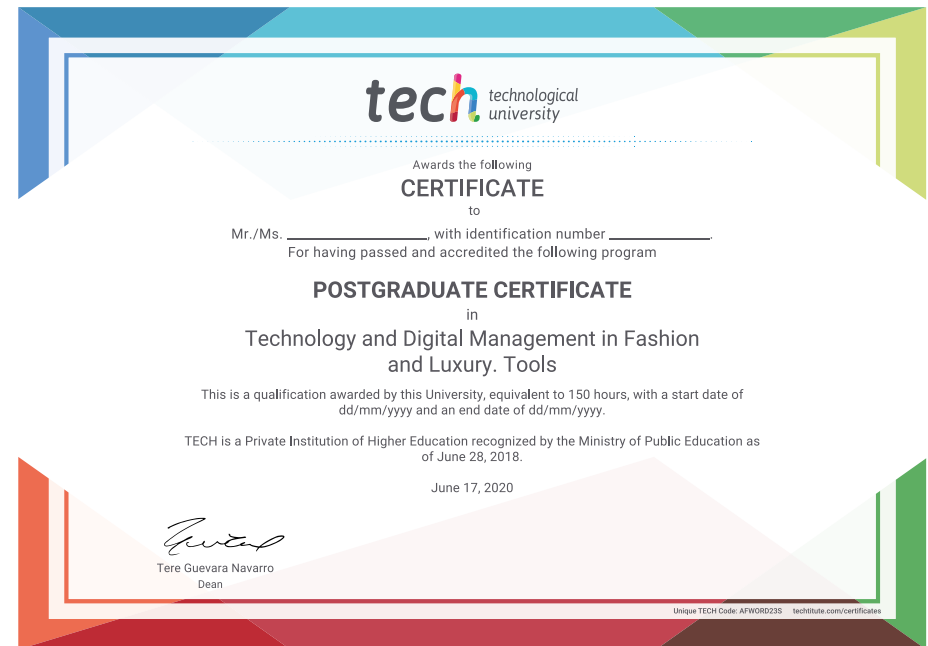 tech technological
university
Awards the following
CERTIFICATE
to
Mr./Ms. ____________________, with identification number ______________.
For having passed and accredited the following program
POSTGRADUATE CERTIFICATE
in
Technology and Digital Management in Fashion
and Luxury. Tools
This is a qualification awarded by this University, equivalent to 150 hours, with a start date of
dd/mm/yyyy and an end date of dd/mm/yyyy.
TECH is a Private Institution of Higher Education recognized by the Ministry of Public Education as
of June 28, 2018.
June 17, 2020
Tere Guevara Navarro
Dean
Unique TECH Code: AFWORD23S techtitute.com/certificates